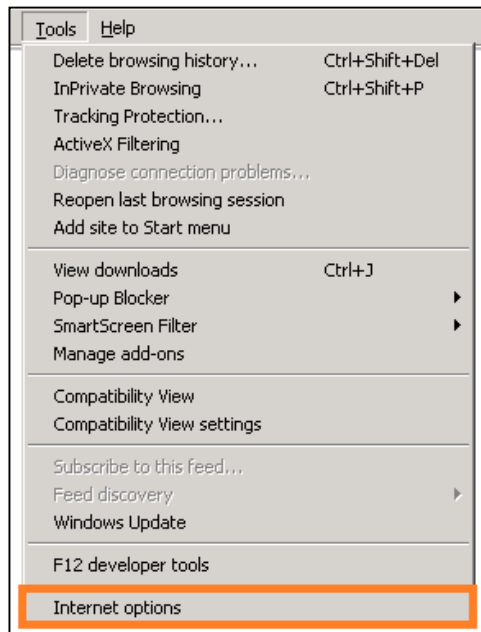 Tools Help
Delete browsing history... Ctrl+Shift+Del
InPrivate Browsing Ctrl+Shift+P
Tracking Protection...
ActiveX Filtering
Diagnose connection problems...
Reopen last browsing session
Add site to Start menu
View downloads Ctrl+J
Pop-up Blocker
SmartScreen Filter
Manage add-ons
Compatibility View
Compatibility View settings
Subscribe to this feed...
Feed discovery
Windows Update
F12 developer tools
Internet options